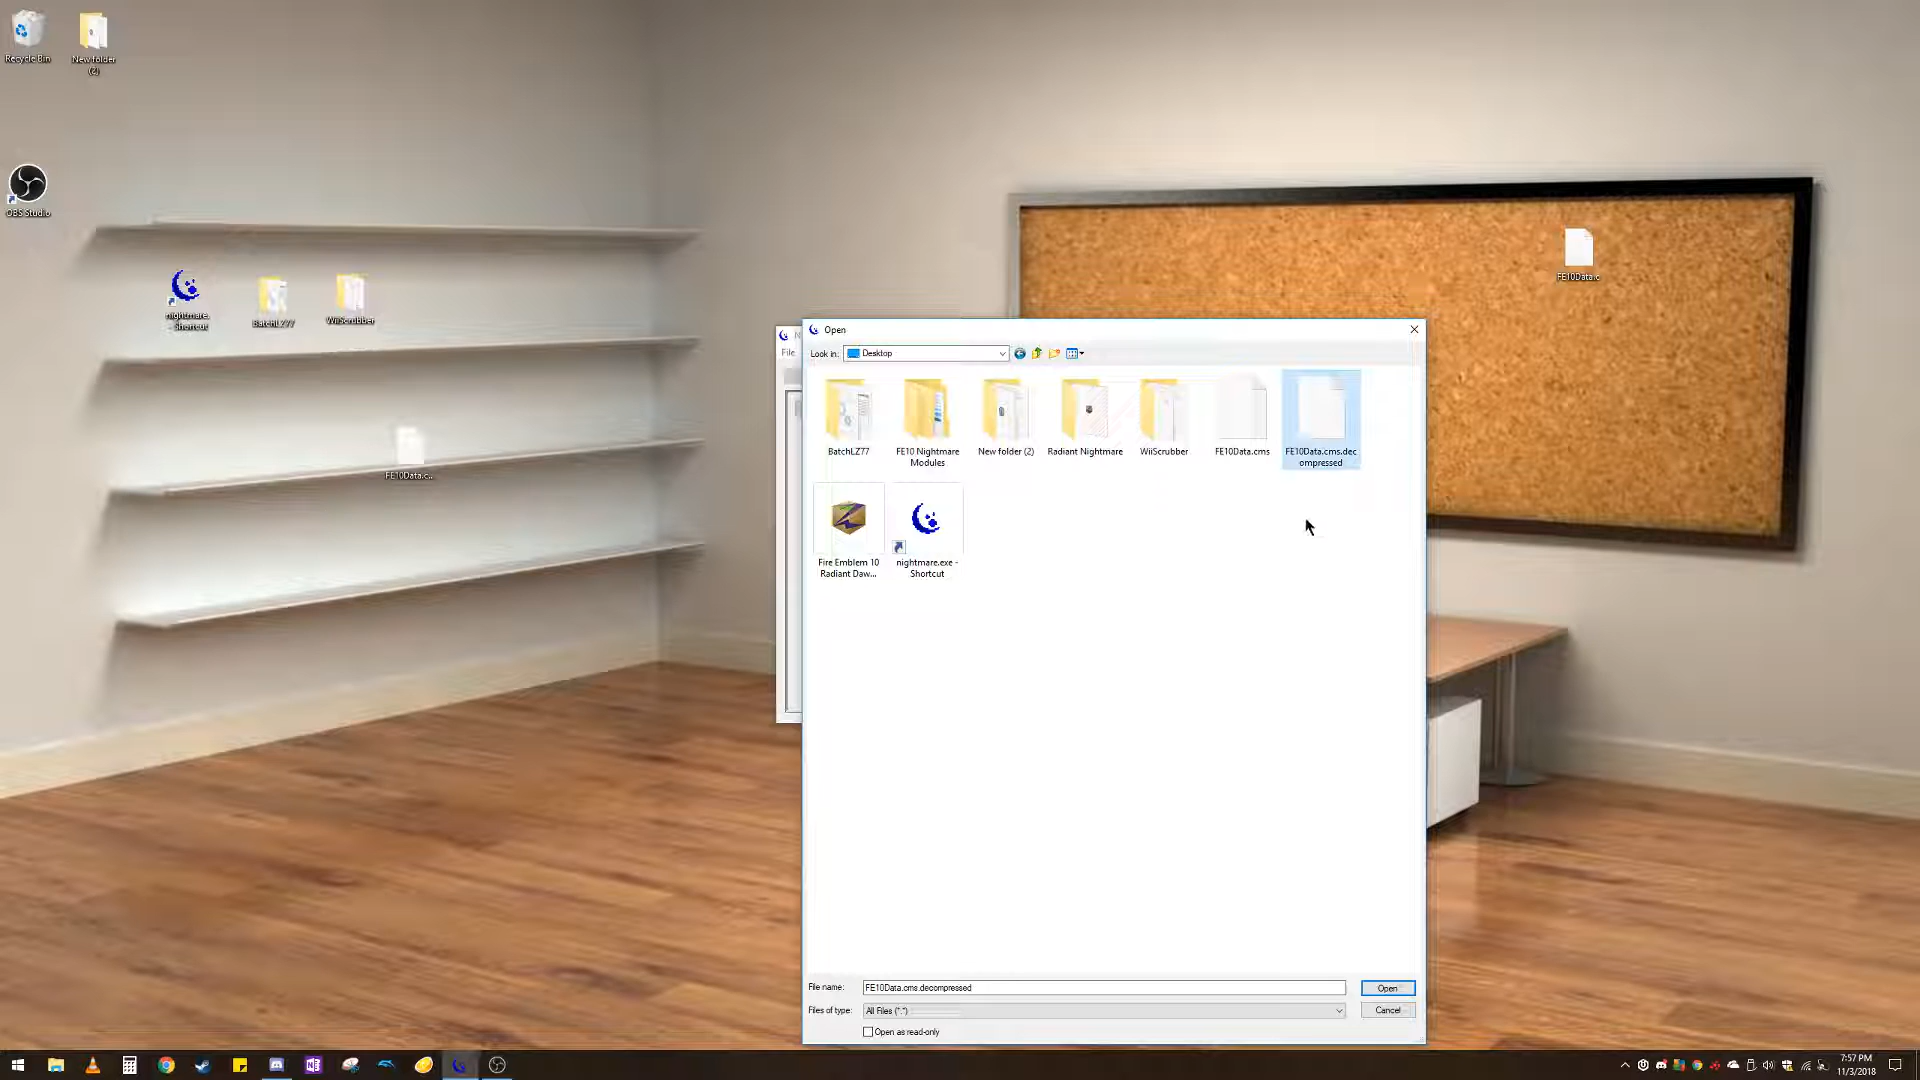 Recycle Bin
New folder
(2)
OBS Studio
nightmare.
- Shortcut
BatchLZ77
WiiScrubber
FE10Data.c...
FE10Data.c
File
Open
Look in:
Desktop
BatchLZ77
FE10 Nightmare
Modules
New folder (2)
Radiant Nightmare
WiiScrubber
FE10Data.cms
FE10Data.cms.dec
ompressed
Fire Emblem 10
Radiant Daw...
nightmare.exe -
Shortcut
File name:
FE10Data.cms.decompressed
Open
Files of type:
All Files (*.*)
Cancel
Open as read-only
7:57 PM
11/3/2018